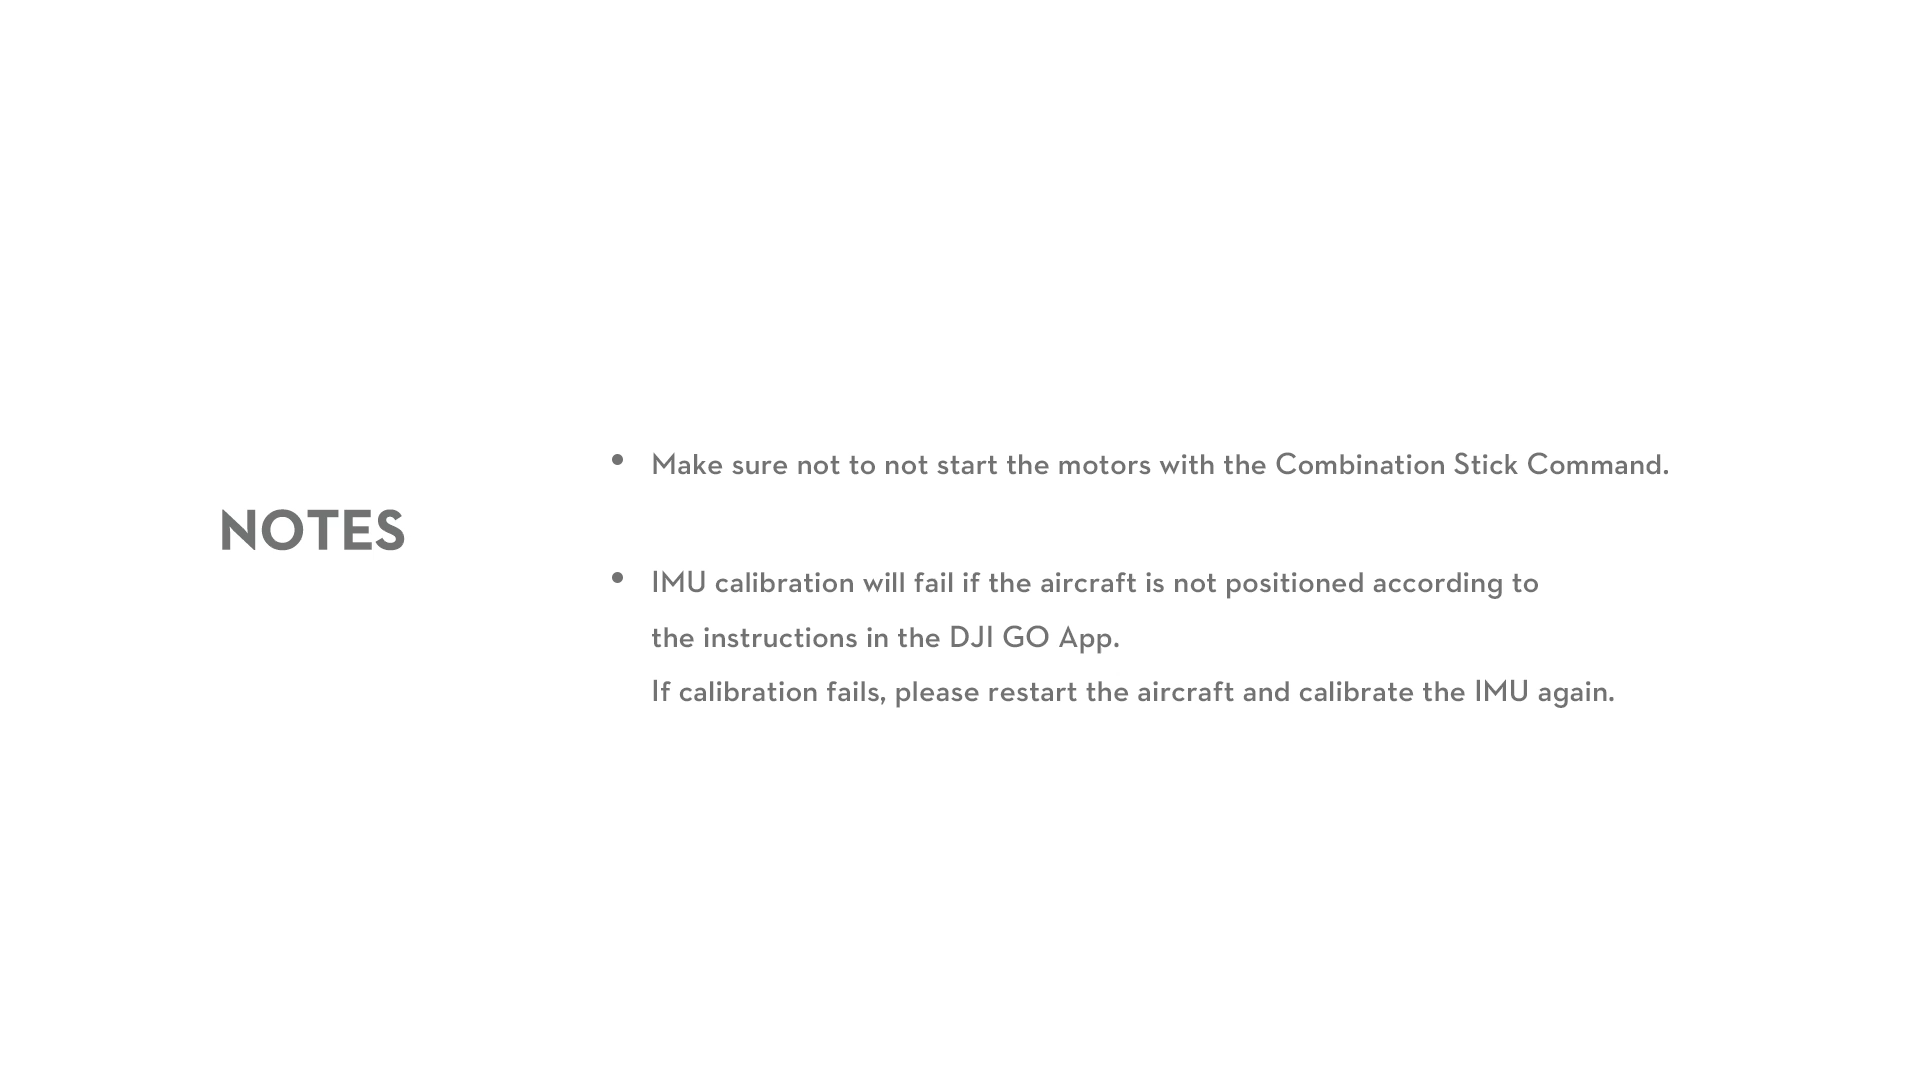 NOTES
• Make sure not to not start the motors with the Combination Stick Command.
• IMU calibration will fail if the aircraft is not positioned according to
the instructions in the DJI GO App.
If calibration fails, please restart the aircraft and calibrate the IMU again.